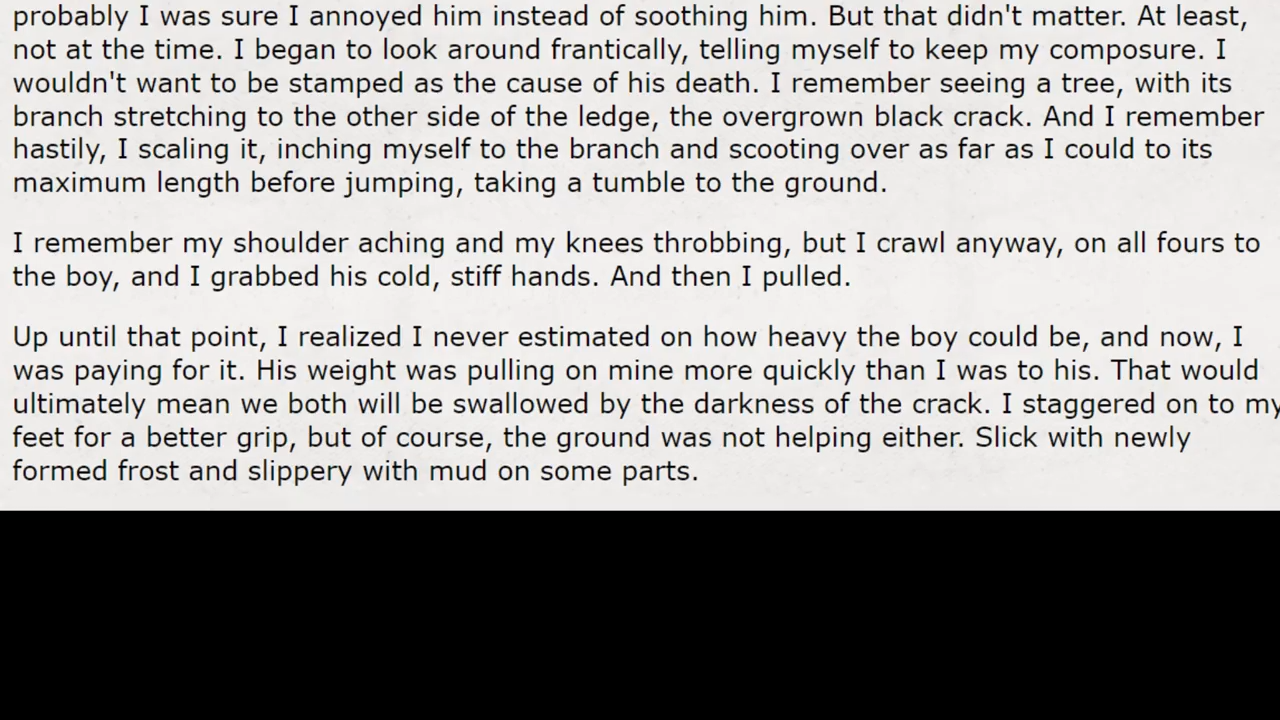 probably I was sure I annoyed him instead of soothing him. But that didn't matter. At least,
not at the time. I began to look around frantically, telling myself to keep my composure. I
wouldn't want to be stamped as the cause of his death. I remember seeing a tree, with its
branch stretching to the other side of the ledge, the overgrown black crack. And I remember
hastily, I scaling it, inching myself to the branch and scooting over as far as I could to its
maximum length before jumping, taking a tumble to the ground.
I remember my shoulder aching and my knees throbbing, but I crawl anyway, on all fours to
the boy, and I grabbed his cold, stiff hands. And then I pulled.
Up until that point, I realized I never estimated on how heavy the boy could be, and now, I
was paying for it. His weight was pulling on mine more quickly than I was to his. That would
ultimately mean we both will be swallowed by the darkness of the crack. I staggered on to my
feet for a better grip, but of course, the ground was not helping either. Slick with newly
formed frost and slippery with mud on some parts.